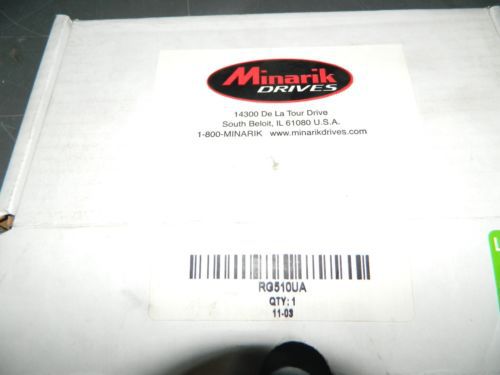 Minarik
DRIVES
14300 De La Tour Drive
South Beloit, IL 61080 U.S.A.
1-800-MINARIK www.minarikdrives.com
RG510UA
QTY: 1
11-03